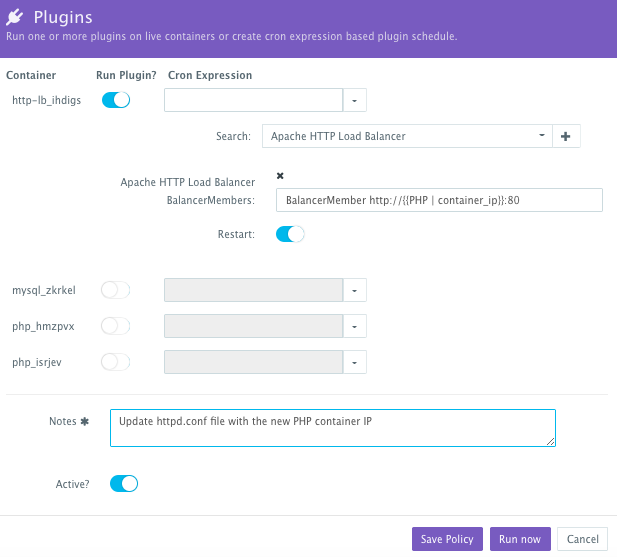 Plugins
Run one or more plugins on live containers or create cron expression based plugin schedule.
Container Run Plugin? Cron Expression
http-lb_ihdigs
Search: Apache HTTP Load Balancer
Apache HTTP Load Balancer
BalancerMembers: BalancerMember http://{{PHP | container_ip}}:80
Restart:
mysql_zkrkel
php_hmzpvx
php_isrjev
Notes ✱ Update httpd.conf file with the new PHP container IP
Active?
Save Policy Run now Cancel